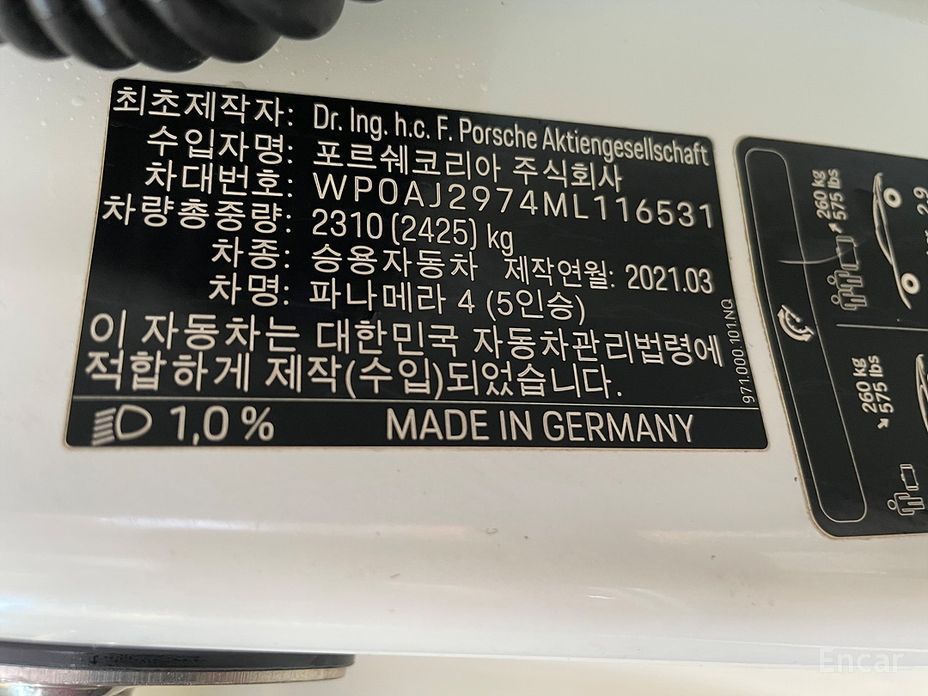 최초제작자: Dr. Ing. h.c. F. Porsche Aktiengesellschaft
수입자명: 포르쉐코리아 주식회사
차대번호: WP0AJ2974ML116531
차량총중량: 2310 (2425) kg
차종: 승용자동차 제작연월: 2021.03
차명: 파나메라 4 (5인승)
이 자동차는 대한민국 자동차관리법령에
적합하게 제작(수입)되었습니다.
1,0 % MADE IN GERMANY
971.000.101.NQ
260 kg
575 lbs
2.9
260 kg
575 lbs
Encar